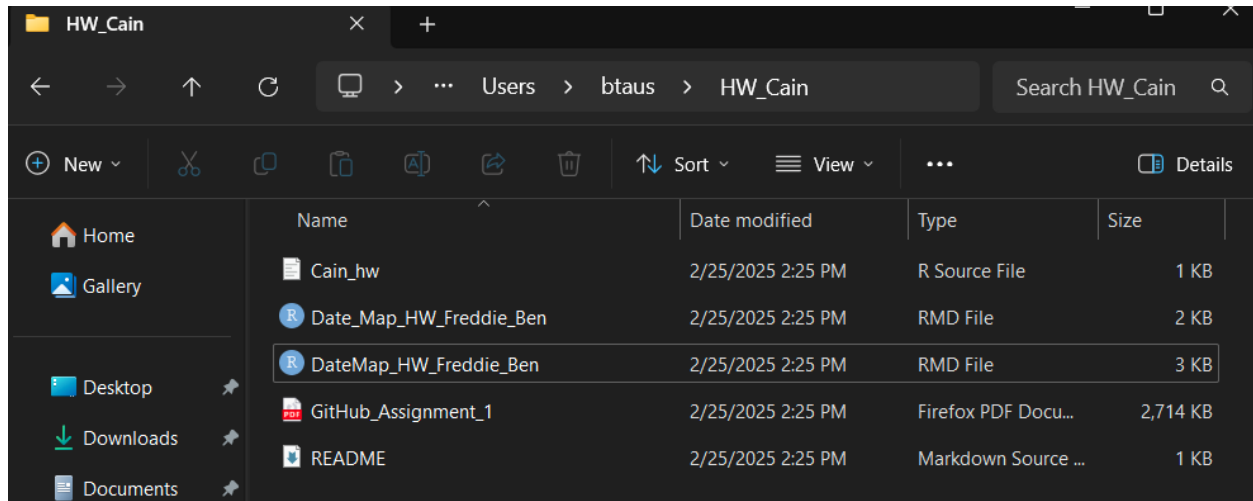 HW_Cain
... Users > btaus > HW_Cain Search HW_Cain
New Sort View ... Details
Name Date modified Type Size
Home
Gallery
Desktop
Downloads
Documents
Cain_hw 2/25/2025 2:25 PM R Source File 1 KB
R Date_Map_HW_Freddie_Ben 2/25/2025 2:25 PM RMD File 2 KB
R DateMap_HW_Freddie_Ben 2/25/2025 2:25 PM RMD File 3 KB
PDF GitHub_Assignment_1 2/25/2025 2:25 PM Firefox PDF Docu... 2,714 KB
README 2/25/2025 2:25 PM Markdown Source ... 1 KB